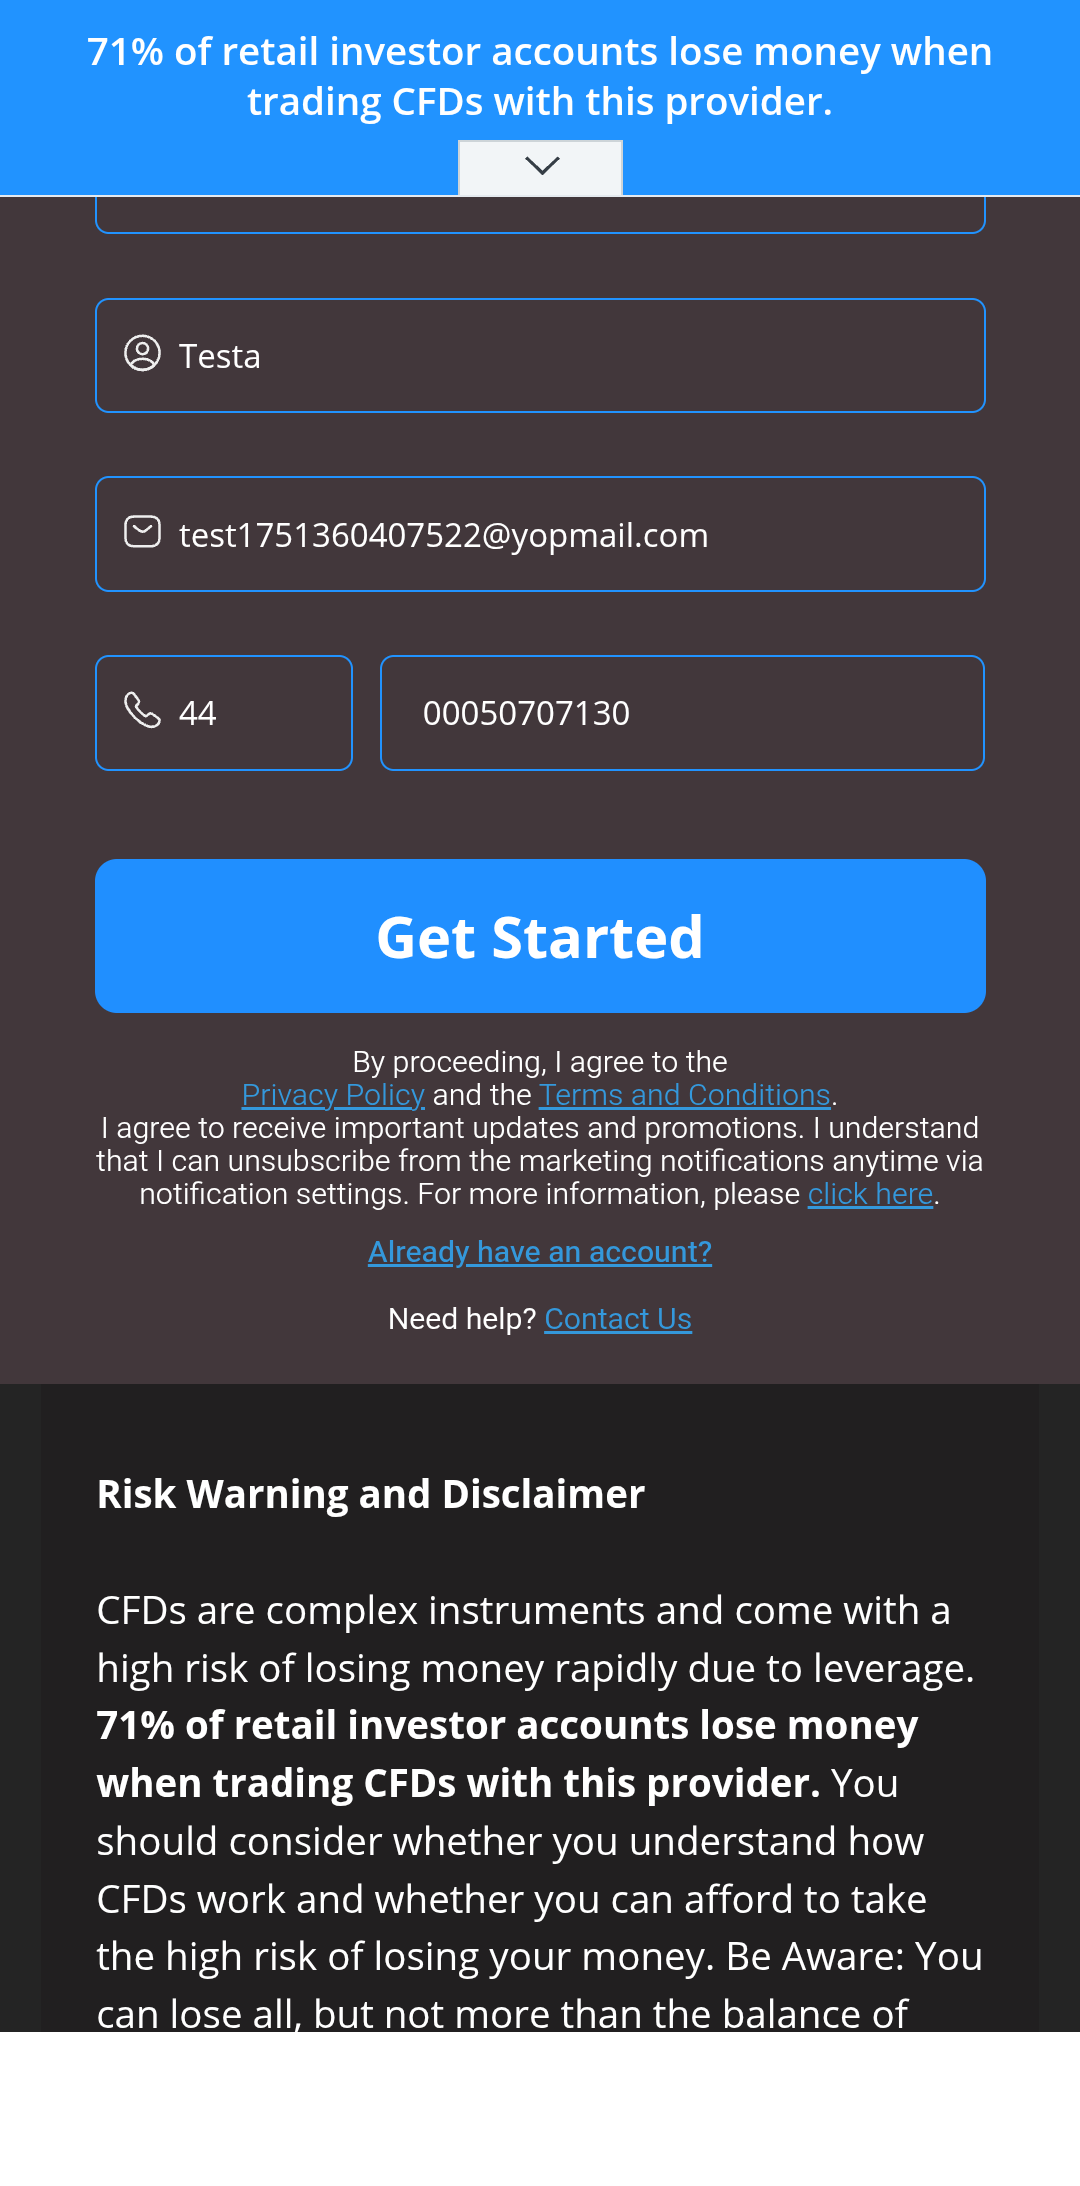 71% of retail investor accounts lose money when
trading CFDs with this provider.
Testa
test1751360407522@yopmail.com
44
00050707130
Get Started
By proceeding, I agree to the
Privacy Policy and the Terms and Conditions.
I agree to receive important updates and promotions. I understand
that I can unsubscribe from the marketing notifications anytime via
notification settings. For more information, please click here.
Already have an account?
Need help? Contact Us
Risk Warning and Disclaimer
CFDs are complex instruments and come with a
high risk of losing money rapidly due to leverage.
71% of retail investor accounts lose money
when trading CFDs with this provider. You
should consider whether you understand how
CFDs work and whether you can afford to take
the high risk of losing your money. Be Aware: You
can lose all, but not more than the balance of